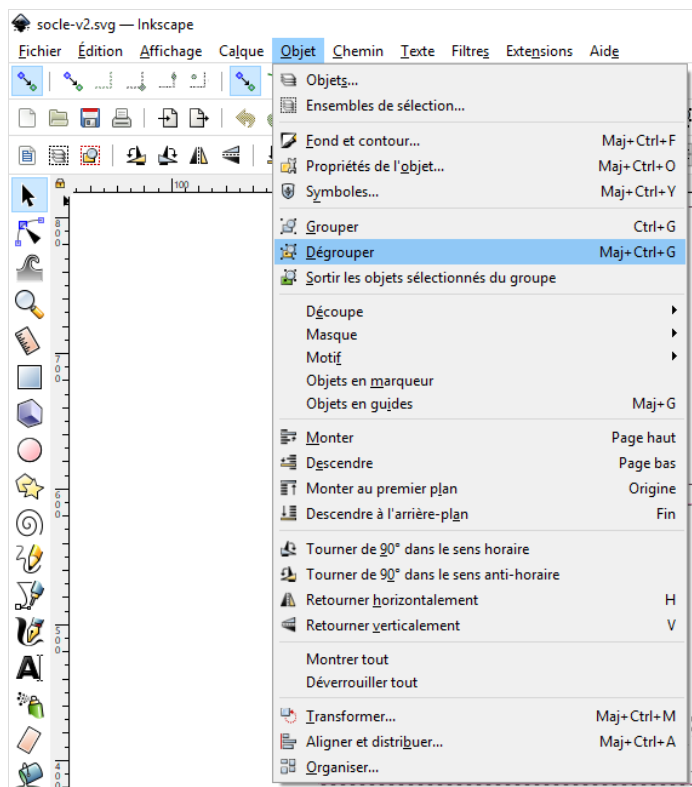 socle-v2.svg — Inkscape
Fichier Édition Affichage Calque Objet Chemin Texte Filtres Extensions Aide
Objets...
Ensembles de sélection...
Fond et contour... Maj+Ctrl+F
Propriétés de l'objet... Maj+Ctrl+O
Symboles... Maj+Ctrl+Y
100
Grouper Ctrl+G
800
Dégrouper Maj+Ctrl+G
Sortir les objets sélectionnés du groupe
Découpe
Masque
Motif
700
Objets en marqueur
Objets en guides Maj+G
Monter Page haut
Descendre Page bas
Monter au premier plan Origine
600
Descendre à l'arrière-plan Fin
Tourner de 90° dans le sens horaire
Tourner de 90° dans le sens anti-horaire
Retourner horizontalement H
Retourner verticalement V
500
Montrer tout
Déverrouiller tout
Transformer... Maj+Ctrl+M
Aligner et distribuer... Maj+Ctrl+A
Organiser...
400